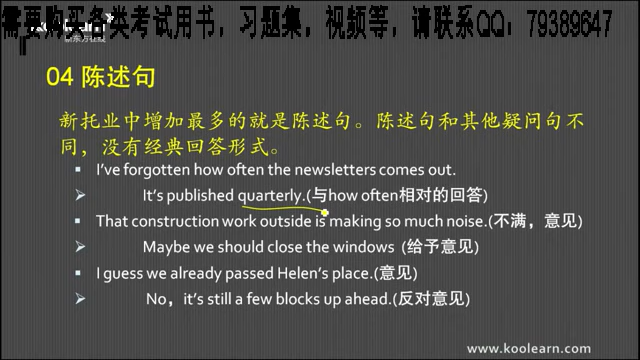 需要购买各类考试用书，习题集，视频等，请联系QQ：79389647
koolearn
新东方在线
04 陈述句
新托业中增加最多的就是陈述句。陈述句和其他疑问句不
同，没有经典回答形式。
▪ I've forgotten how often the newsletters comes out.
➢ It's published quarterly.(与how often相对的回答)
▪ That construction work outside is making so much noise.(不满，意见)
➢ Maybe we should close the windows (给予意见)
▪ I guess we already passed Helen's place.(意见)
➢ No，it's still a few blocks up ahead.(反对意见)
www.koolearn.com